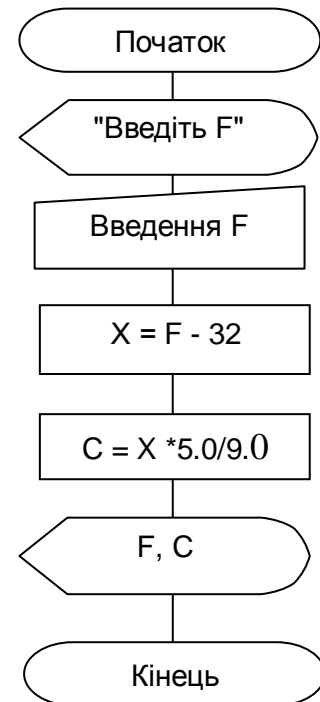 Початок
"Введіть F"
Введення F
X = F - 32
C = X *5.0/9.0
F, C
Кінець